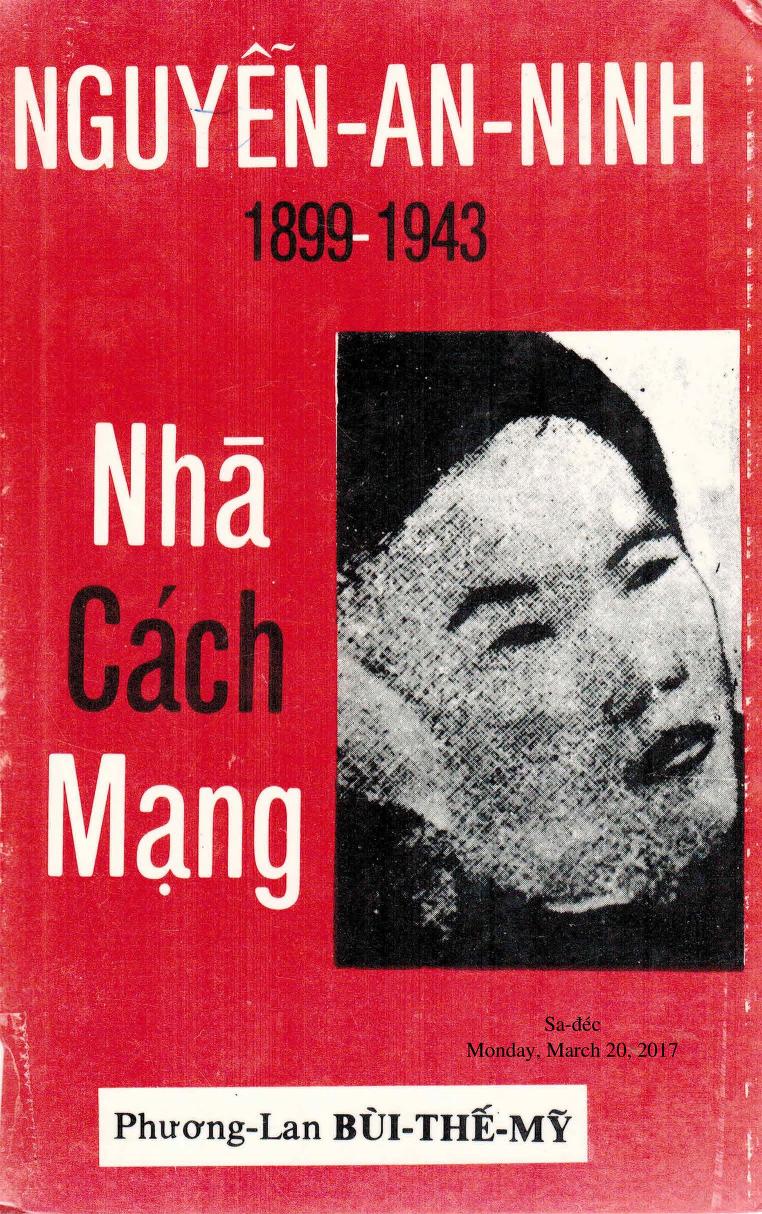 NGUYỄN-AN-NINH
1899-1943
Nhā
Cách
Mạng
Sa-đéc
Monday, March 20, 2017
Phương-Lan BÙI-THẾ-MỸ